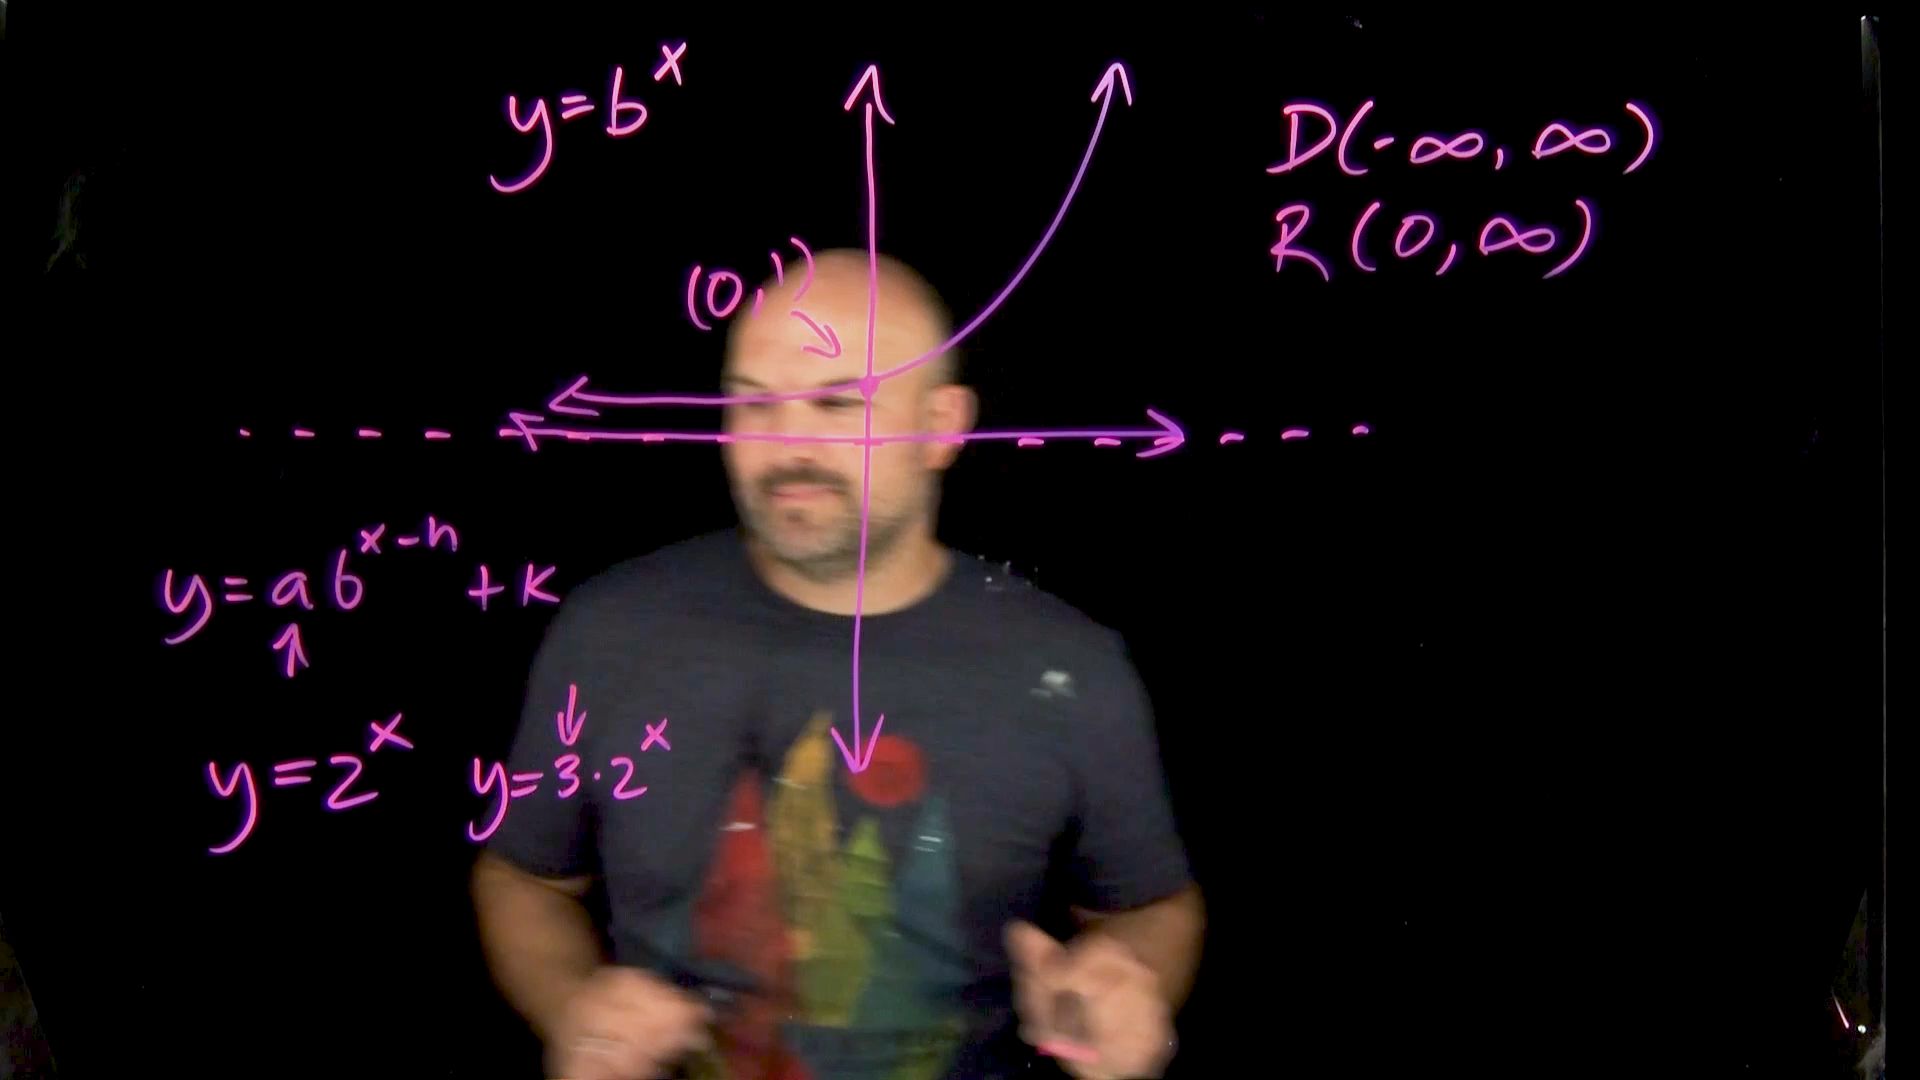 y=b^x
D(-∞, ∞)
R (0, ∞)
(0,1)
y=ab^x-h +k
y=2^x y=3·2^x